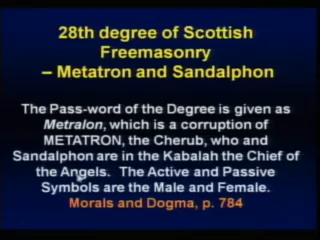 28th degree of Scottish
Freemasonry
– Metatron and Sandalphon
The Pass-word of the Degree is given as
Metralon, which is a corruption of
METATRON, the Cherub, who and
Sandalphon are in the Kabalah the Chief of
the Angels. The Active and Passive
Symbols are the Male and Female.
Morals and Dogma, p. 784